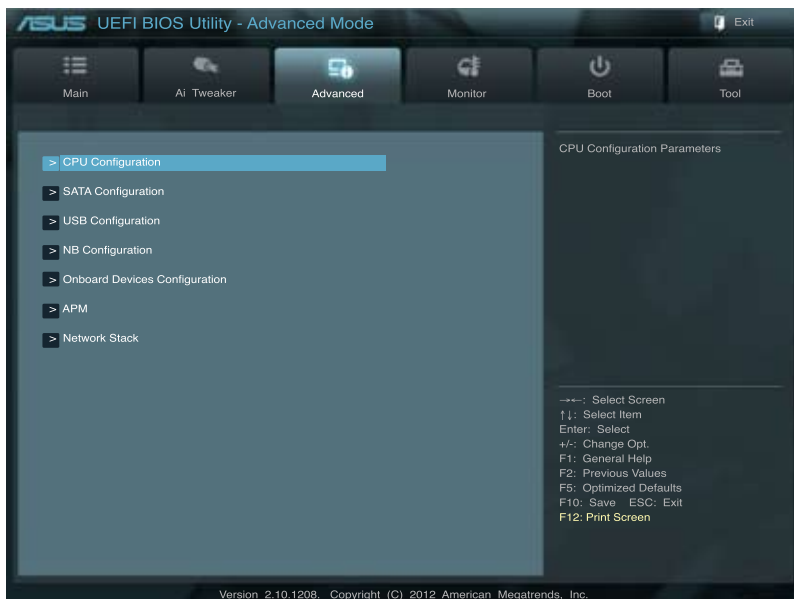 ASUS UEFI BIOS Utility - Advanced Mode
Exit
Main
Ai Tweaker
Advanced
Monitor
Boot
Tool
> CPU Configuration
> SATA Configuration
> USB Configuration
> NB Configuration
> Onboard Devices Configuration
> APM
> Network Stack
CPU Configuration Parameters
→←: Select Screen
↑↓: Select Item
Enter: Select
+/-: Change Opt.
F1: General Help
F2: Previous Values
F5: Optimized Defaults
F10: Save ESC: Exit
F12: Print Screen
Version 2.10.1208. Copyright (C) 2012 American Megatrends, Inc.